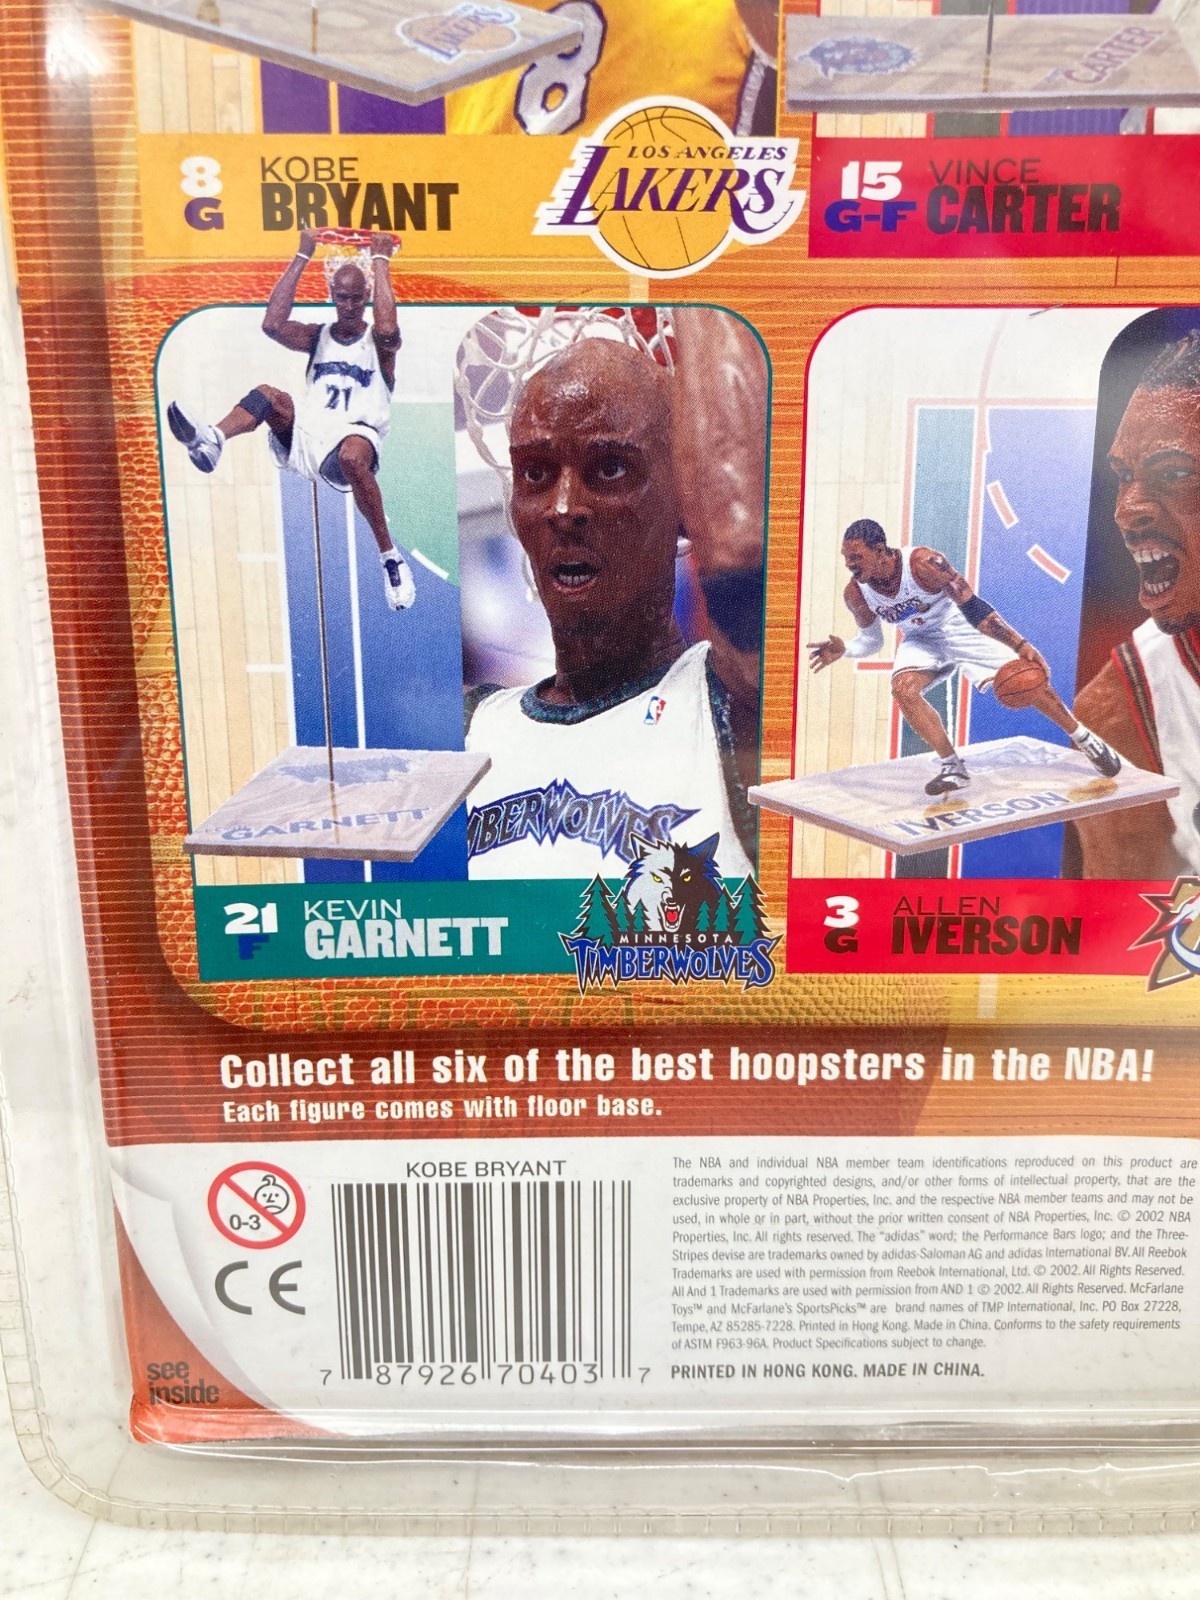 LAKERS
8
CARTER
8
G
KOBE
BRYANT
LOS ANGELES
LAKERS
15
G-F
VINCE
CARTER
21
TIMBERWOLVES
GARNETT
SIXERS
3
IVERSON
21
F
KEVIN
GARNETT
MINNESOTA
TIMBERWOLVES
3
G
ALLEN
IVERSON
Collect all six of the best hoopsters in the NBA!
Each figure comes with floor base.
0-3
CE
see
inside
KOBE BRYANT
7 87926 70403 7
The NBA and individual NBA member team identifications reproduced on this product are
trademarks and copyrighted designs, and/or other forms of intellectual property, that are the
exclusive property of NBA Properties, Inc. and the respective NBA member teams and may not be
used, in whole or in part, without the prior written consent of NBA Properties, Inc. © 2002 NBA
Properties, Inc. All rights reserved. The "adidas" word; the Performance Bars logo; and the Three-
Stripes devise are trademarks owned by adidas-Saloman AG and adidas International BV. All Reebok
Trademarks are used with permission from Reebok International, Ltd. © 2002. All Rights Reserved.
All And 1 Trademarks are used with permission from AND 1 © 2002. All Rights Reserved. McFarlane
Toys™ and McFarlane's SportsPicks™ are brand names of TMP International, Inc. PO Box 27228,
Tempe, AZ 85285-7228. Printed in Hong Kong. Made in China. Conforms to the safety requirements
of ASTM F963-96A. Product Specifications subject to change.
PRINTED IN HONG KONG. MADE IN CHINA.